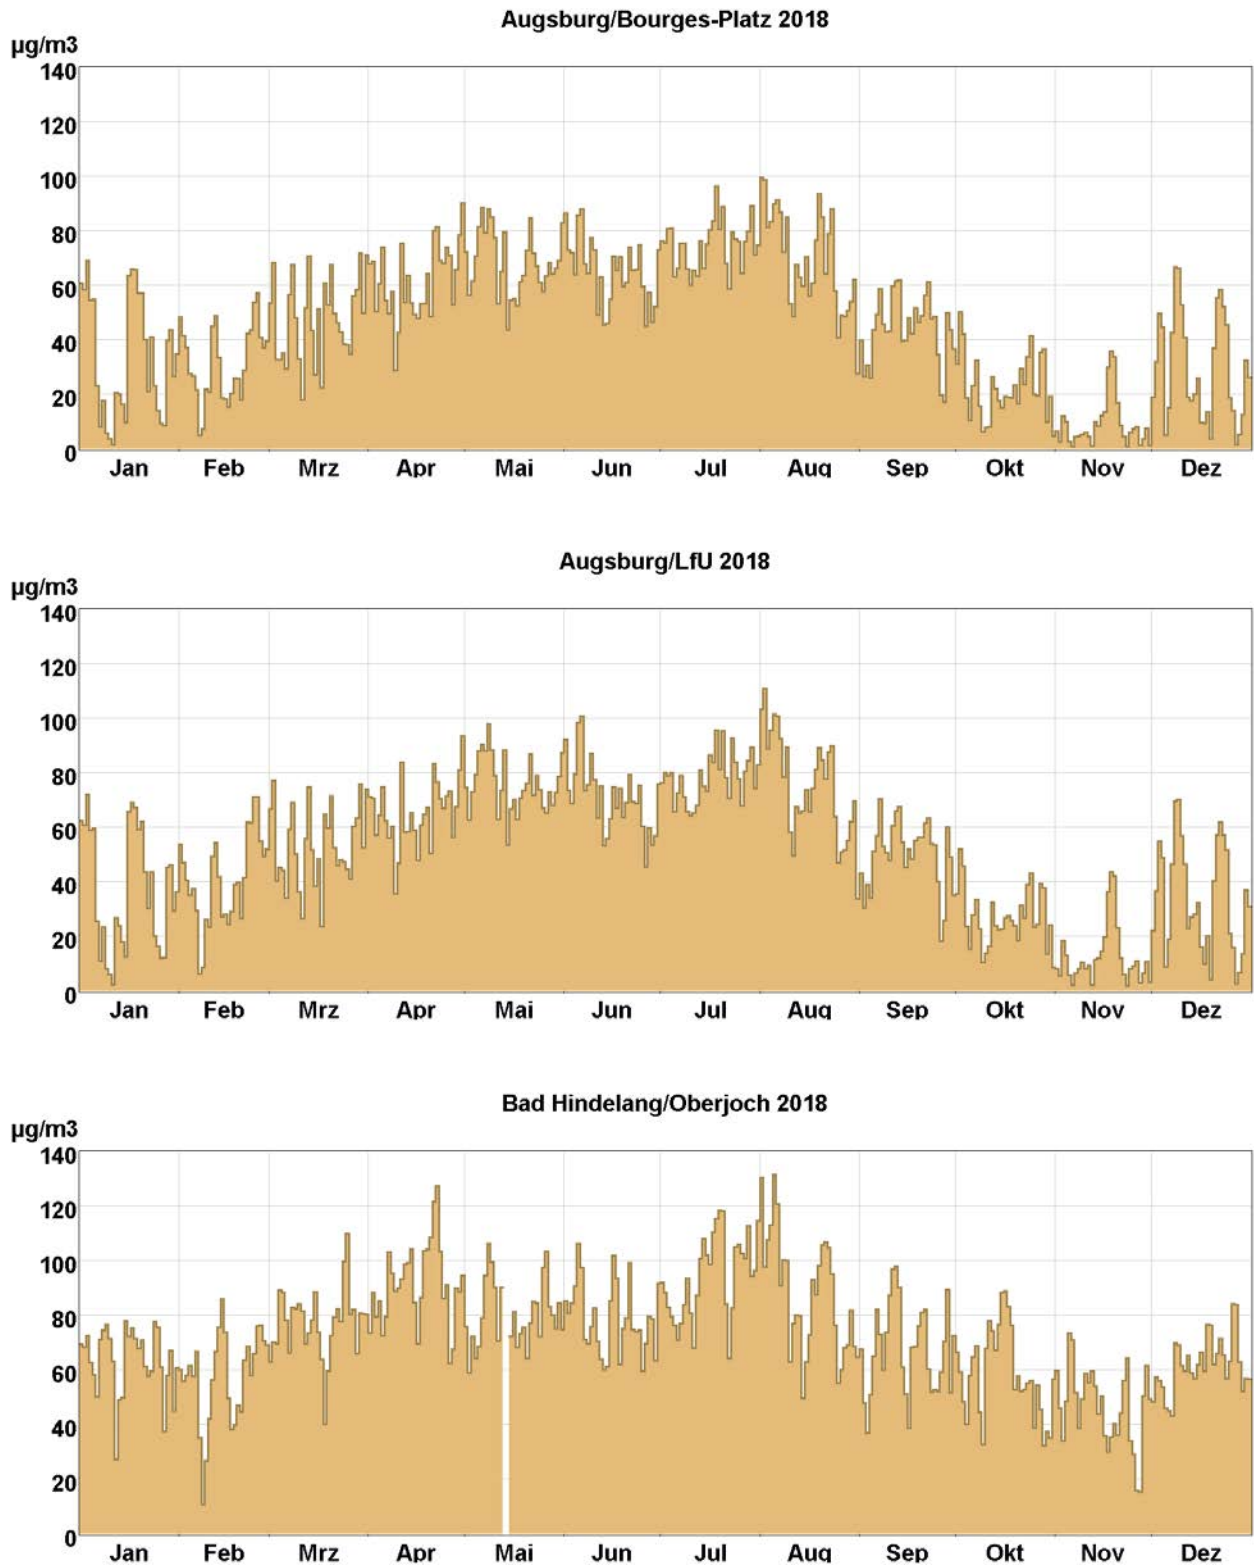 Augsburg/Bourges-Platz 2018
µg/m3
140
120
100
80
60
40
20
0
Jan Feb Mrz Apr Mai Jun Jul Aug Sep Okt Nov Dez
Augsburg/LfU 2018
µg/m3
140
120
100
80
60
40
20
0
Jan Feb Mrz Apr Mai Jun Jul Aug Sep Okt Nov Dez
Bad Hindelang/Oberjoch 2018
µg/m3
140
120
100
80
60
40
20
0
Jan Feb Mrz Apr Mai Jun Jul Aug Sep Okt Nov Dez